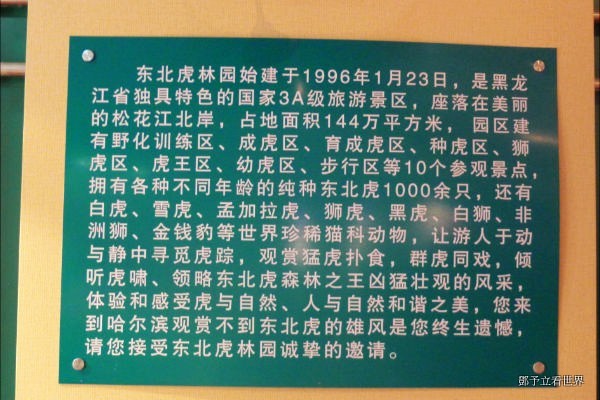 东北虎林园始建于1996年1月23日，是黑龙
江省独具特色的国家3A级旅游景区，座落在美丽
的松花江北岸，占地面积144万平方米， 园区建
有野化训练区、成虎区、育成虎区、种虎区、狮
虎区、虎王区、幼虎区、步行区等10个参观景点，
拥有各种不同年龄的纯种东北虎1000余只，还有
白虎、雪虎、孟加拉虎、狮虎、黑虎、白狮、非
洲狮、金钱豹等世界珍稀猫科动物，让游人于动
与静中寻觅虎踪，观赏猛虎扑食，群虎同戏，倾
听虎啸、领略东北虎森林之王凶猛壮观的风采，
体验和感受虎与自然、人与自然和谐之美，您来
到哈尔滨观赏不到东北虎的雄风是您终生遗憾，
请您接受东北虎林园诚挚的邀请。
鄧予立看世界